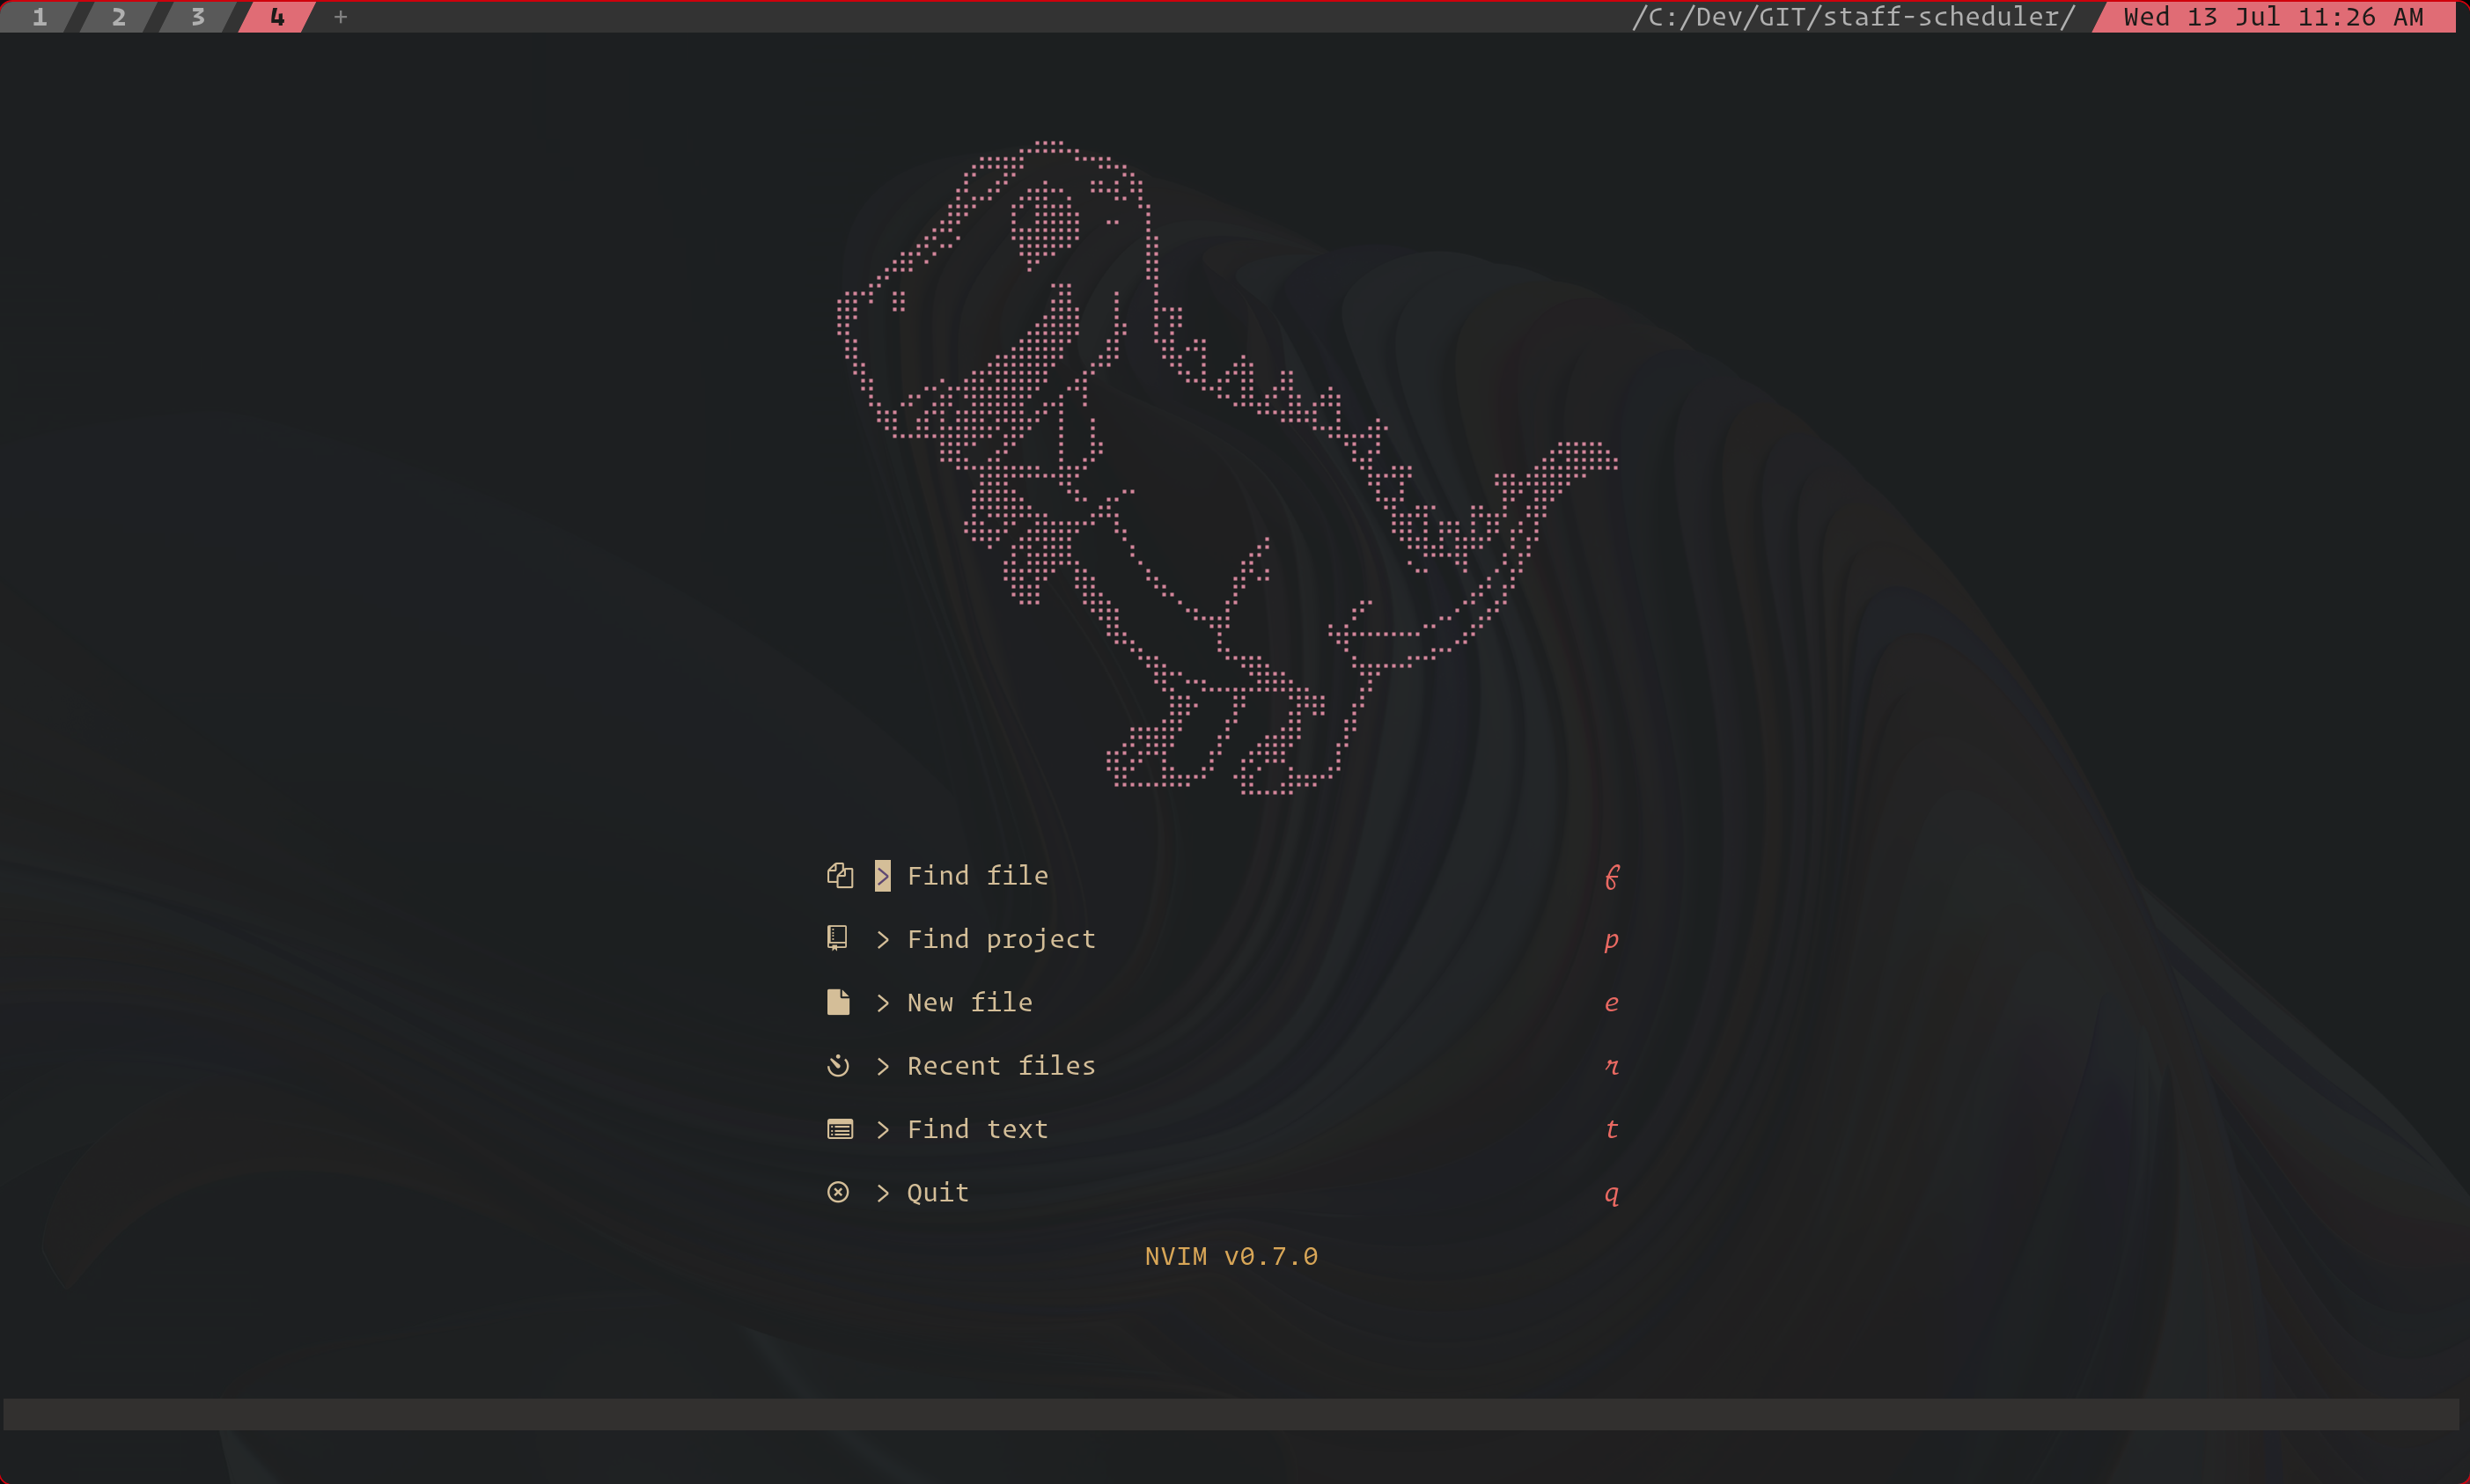 1 2 3 4 + /C:/Dev/GIT/staff-scheduler/ Wed 13 Jul 11:26 AM
> Find file f
> Find project p
> New file e
> Recent files r
> Find text t
> Quit q
NVIM v0.7.0